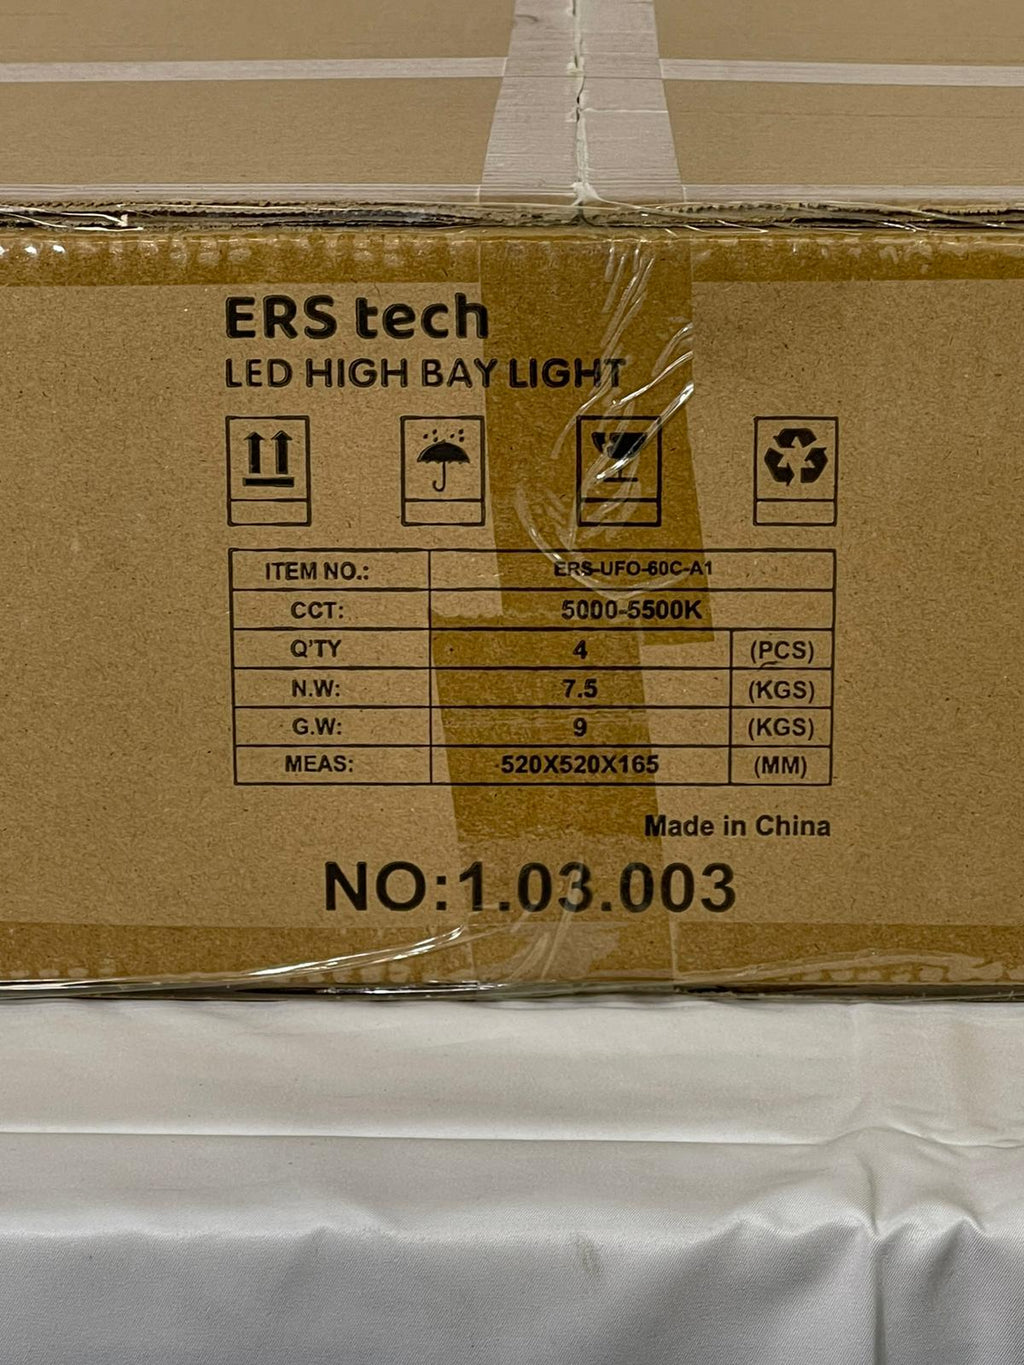 ERS tech
LED HIGH BAY LIGHT
ITEM NO.: ERS-UFO-60C-A1
CCT: 5000-5500K
Q'TY 4 (PCS)
N.W: 7.5 (KGS)
G.W: 9 (KGS)
MEAS: 520X520X165 (MM)
Made in China
NO:1.03.003